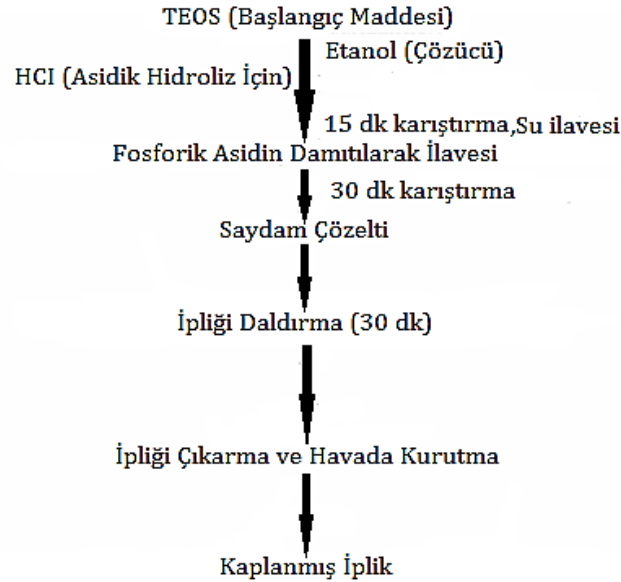 TEOS (Başlangıç Maddesi)
Etanol (Çözücü)
HCI (Asidik Hidroliz İçin)
15 dk karıştırma,Su ilavesi
Fosforik Asidin Damıtılarak İlavesi
30 dk karıştırma
Saydam Çözelti
İpliği Daldırma (30 dk)
İpliği Çıkarma ve Havada Kurutma
Kaplanmış İplik